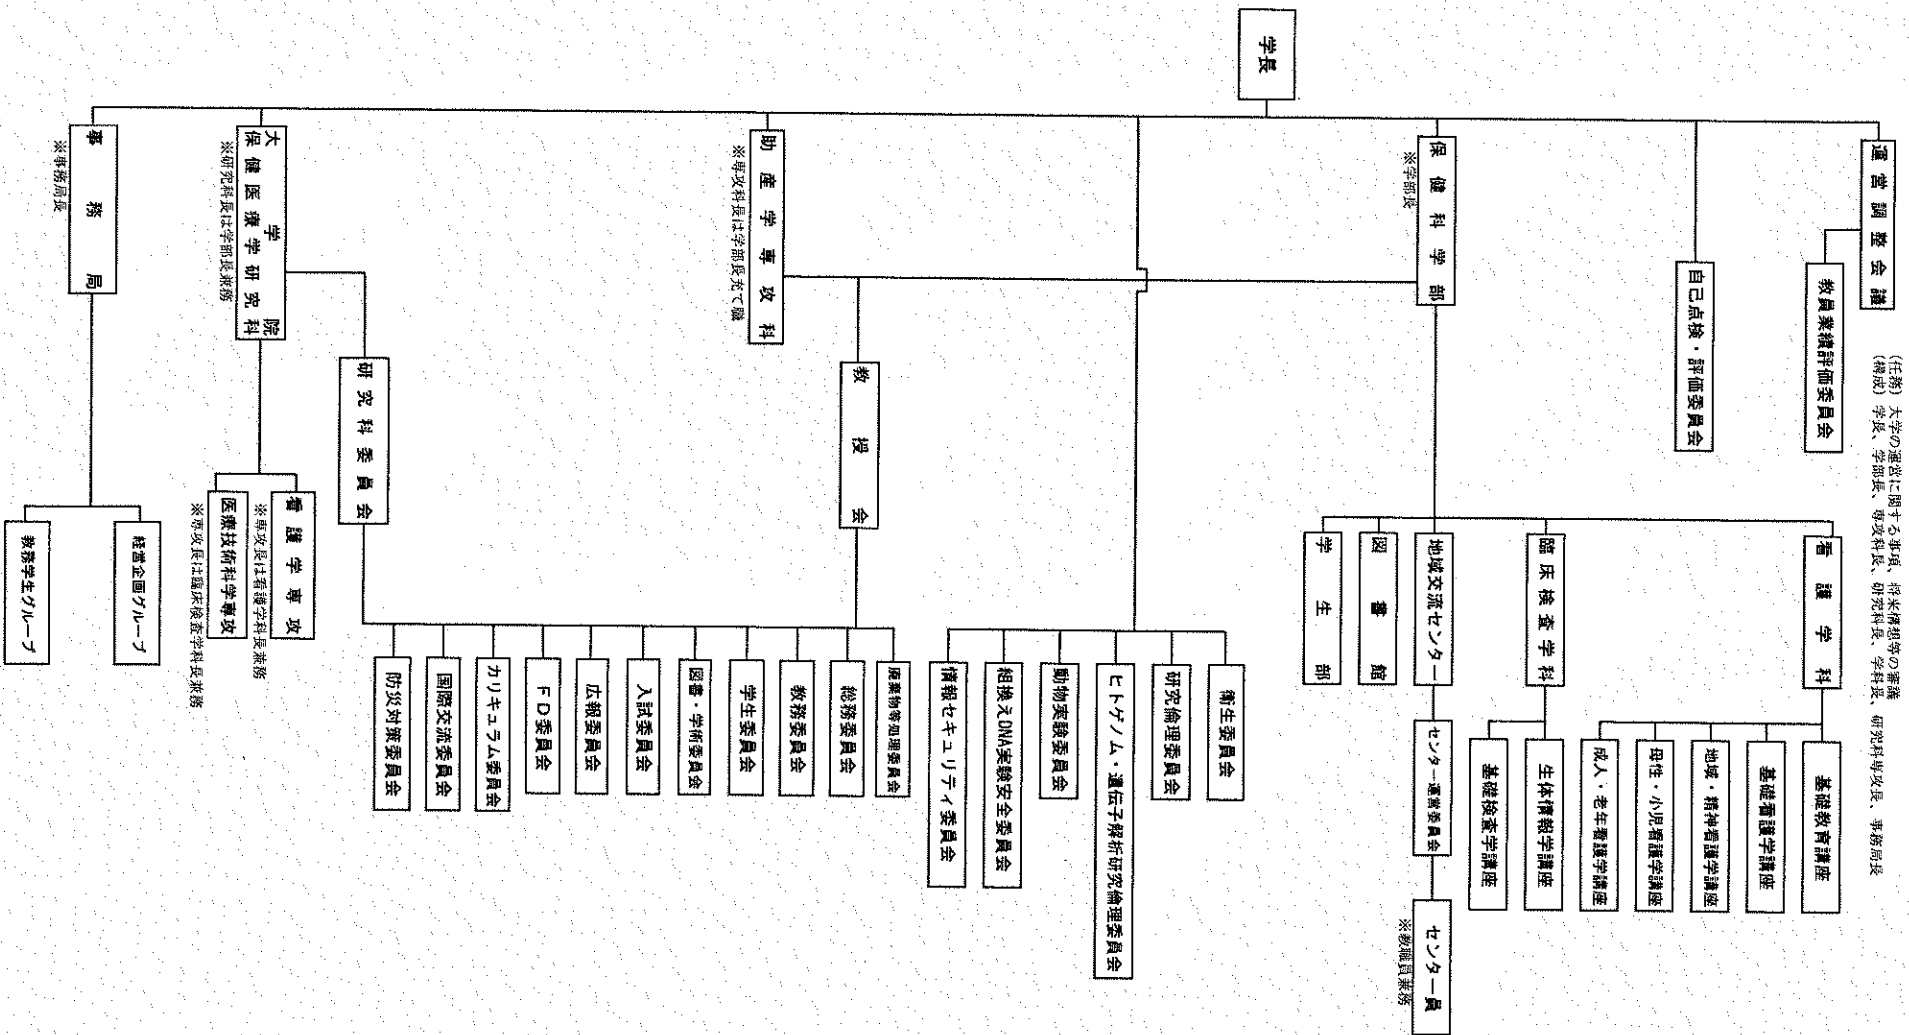 学長
運営調整会議
(任務) 大学の運営に関する事項、将来構想等の審議
(構成) 学長、学部長、専攻科長、研究科長、学科長、研究科専攻長、事務局長
教員業績評価委員会
自己点検・評価委員会
保健科学部
※学部長
看護学科
基礎教育講座
基礎看護学講座
地域・精神看護学講座
母性・小児看護学講座
成人・老年看護学講座
臨床検査学科
生体情報学講座
基礎検査学講座
地域交流センター
センター運営委員会
センター員
※教職員兼務
図書館
学生部
衛生委員会
研究倫理委員会
ヒトゲノム・遺伝子解析研究倫理委員会
動物実験委員会
組換えDNA実験安全委員会
情報セキュリティ委員会
助産学専攻科
※専攻科長は学部長充て職
教授会
廃棄物等処理委員会
総務委員会
教務委員会
学生委員会
図書・学術委員会
入試委員会
広報委員会
FD委員会
カリキュラム委員会
国際交流委員会
防災対策委員会
大学院
保健医療学研究科
※研究科長は学部長兼務
研究科委員会
看護学専攻
※専攻長は看護学科長兼務
医療技術科学専攻
※専攻長は臨床検査学科長兼務
事務局
※事務局長
経営企画グループ
教務学生グループ